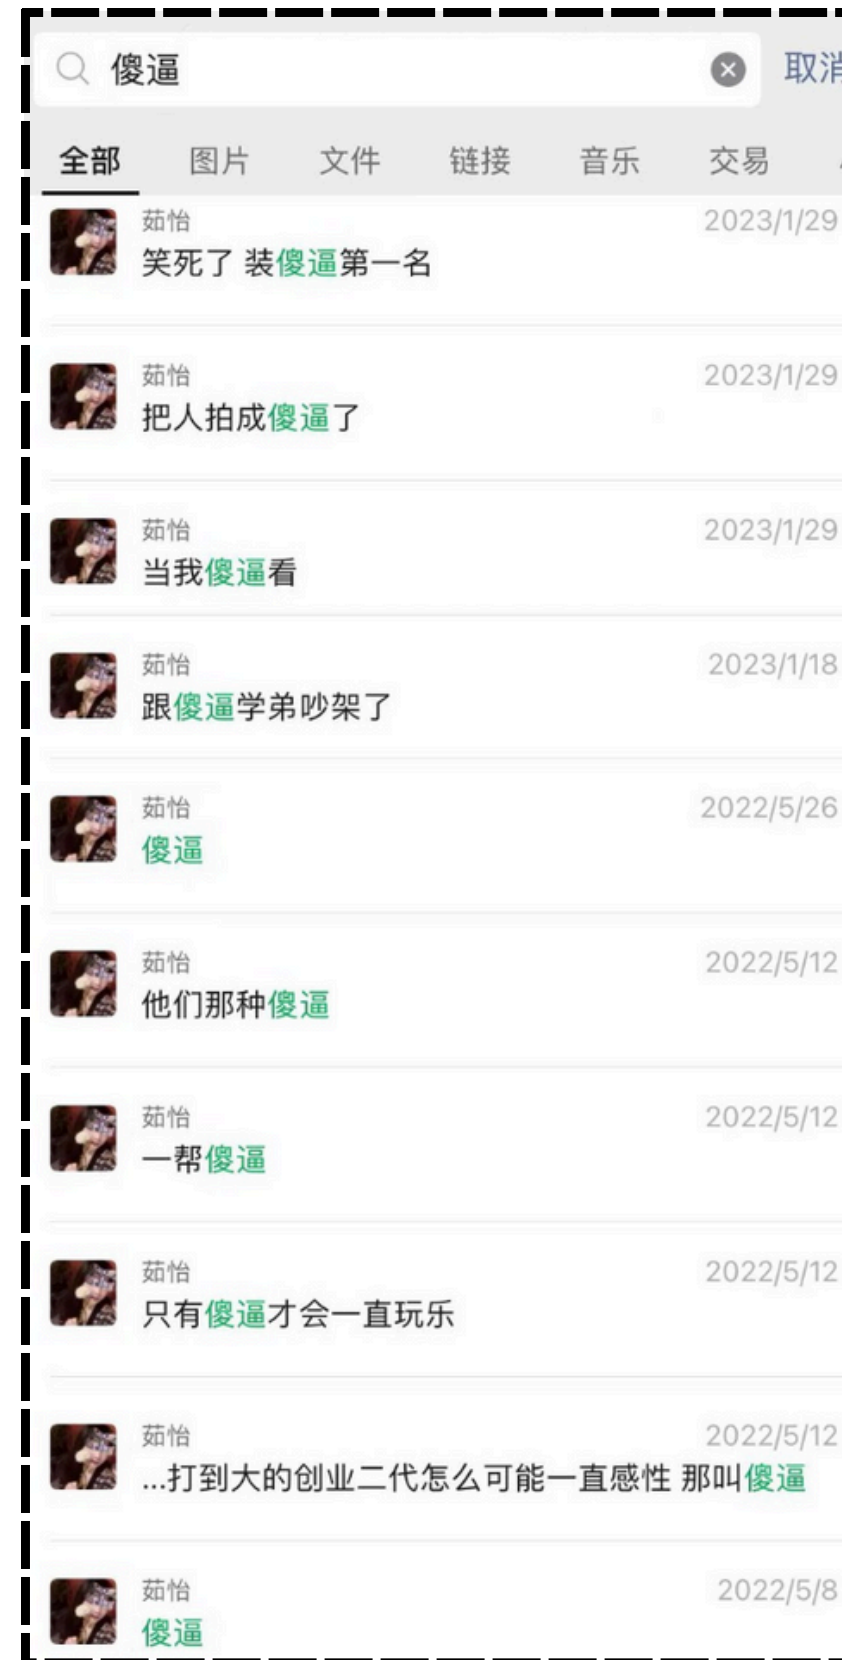 傻逼
取消
全部 图片 文件 链接 音乐 交易
茹怡 2023/1/29
笑死了 装傻逼第一名
茹怡 2023/1/29
把人拍成傻逼了
茹怡 2023/1/29
当我傻逼看
茹怡 2023/1/18
跟傻逼学弟吵架了
茹怡 2022/5/26
傻逼
茹怡 2022/5/12
他们那种傻逼
茹怡 2022/5/12
一帮傻逼
茹怡 2022/5/12
只有傻逼才会一直玩乐
茹怡 2022/5/12
...打到大的创业二代怎么可能一直感性 那叫傻逼
茹怡 2022/5/8
傻逼